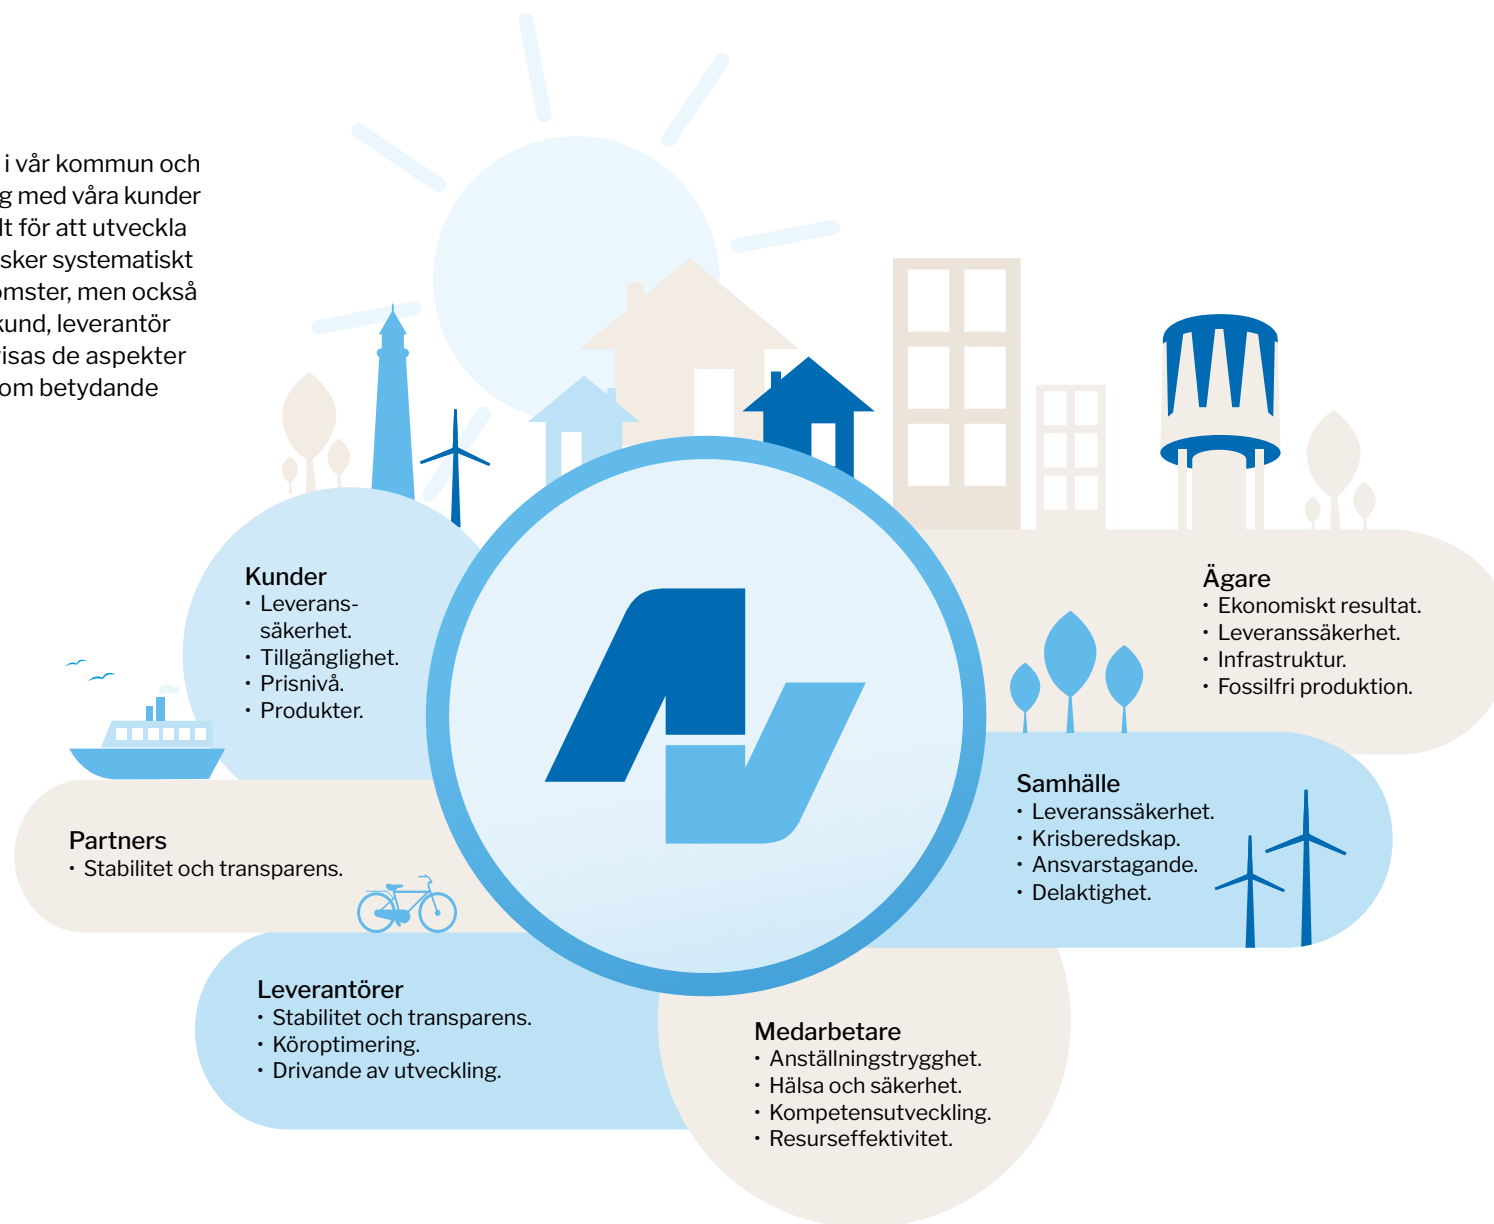 i vår kommun och
g med våra kunder
lt för att utveckla
sker systematiskt
omster, men också
kund, leverantör
visas de aspekter
om betydande
Kunder
• Leverans-
säkerhet.
• Tillgänglighet.
• Prisnivå.
• Produkter.
Ägare
• Ekonomiskt resultat.
• Leveranssäkerhet.
• Infrastruktur.
• Fossilfri produktion.
Samhälle
• Leveranssäkerhet.
• Krisberedskap.
• Ansvarstagande.
• Delaktighet.
Partners
• Stabilitet och transparens.
Leverantörer
• Stabilitet och transparens.
• Köroptimering.
• Drivande av utveckling.
Medarbetare
• Anställningstrygghet.
• Hälsa och säkerhet.
• Kompetensutveckling.
• Resurseffektivitet.